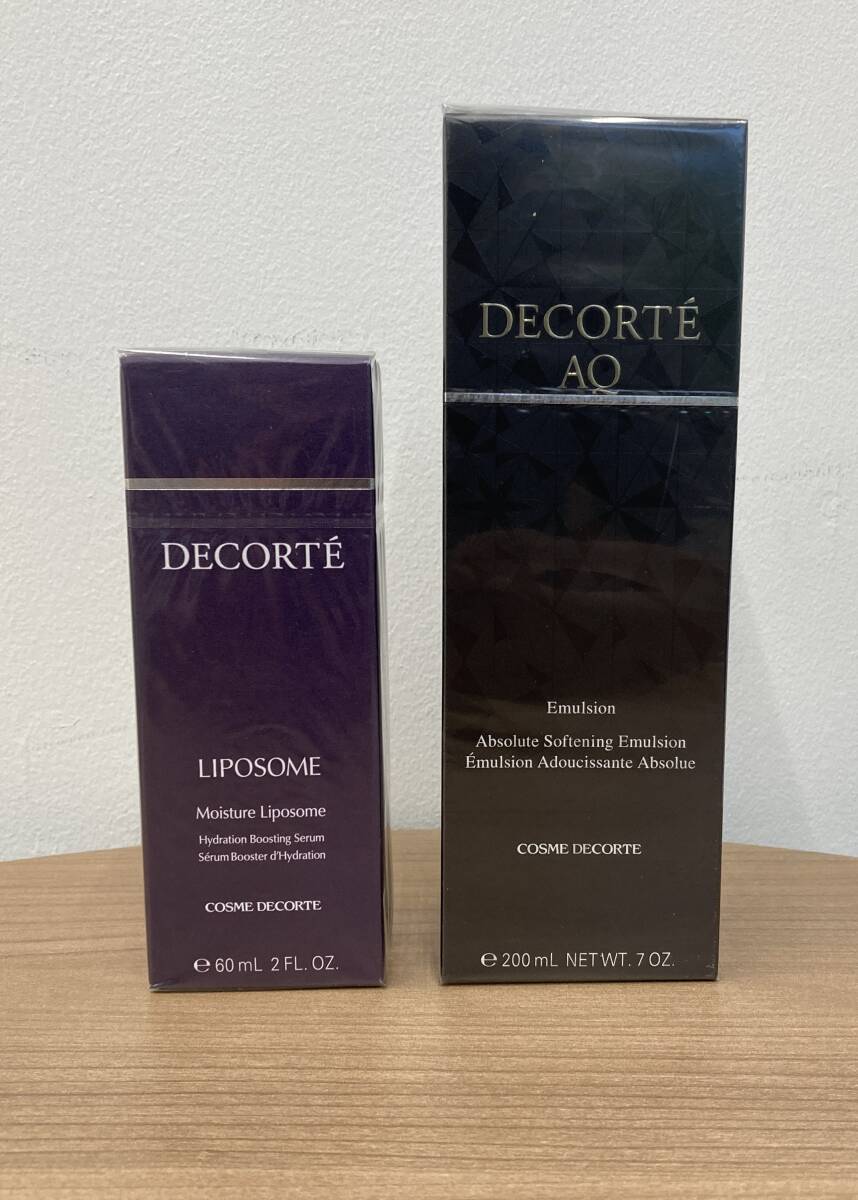 DECORTÉ
LIPOSOME
Moisture Liposome
Hydration Boosting Serum
Sérum Booster d'Hydration
COSME DECORTE
℮ 60 mL 2 FL. OZ.
DECORTÉ
AQ
Emulsion
Absolute Softening Emulsion
Émulsion Adoucissante Absolue
COSME DECORTE
℮ 200 mL NET WT. 7 OZ.